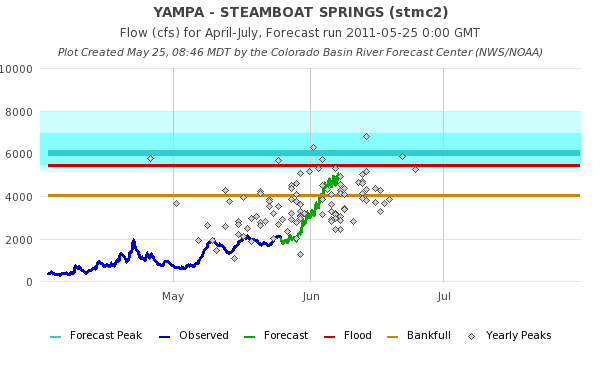 YAMPA - STEAMBOAT SPRINGS (stmc2)
Flow (cfs) for April-July, Forecast run 2011-05-25 0:00 GMT
Plot Created May 25, 08:46 MDT by the Colorado Basin River Forecast Center (NWS/NOAA)
10000
8000
6000
4000
2000
0
May Jun Jul
Forecast Peak Observed Forecast Flood Bankfull Yearly Peaks